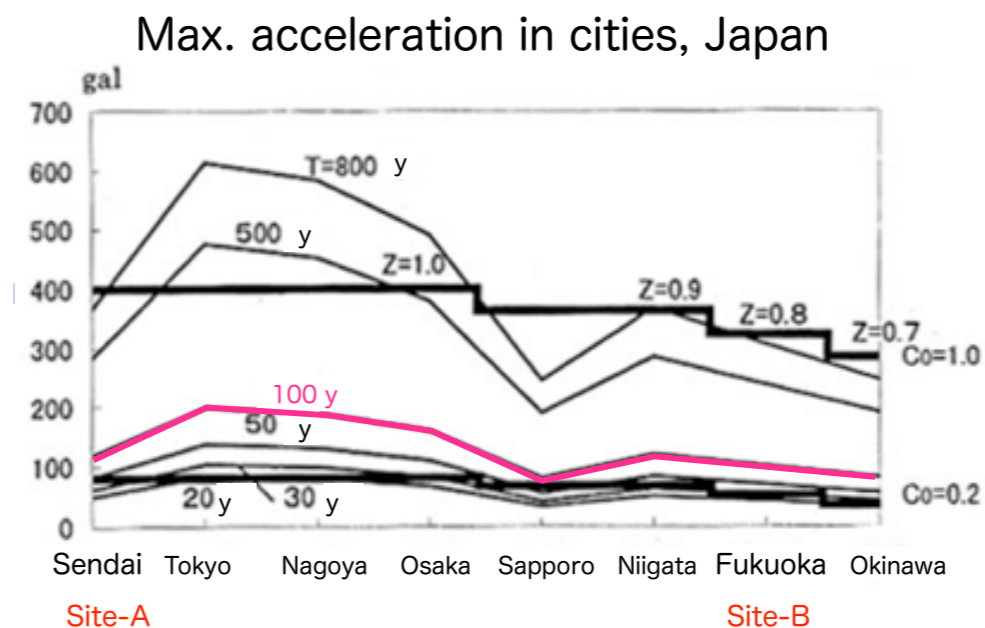 Max. acceleration in cities, Japan
gal
700
600
T=800 y
500
500 y
Z=1.0
400
Z=0.9
Z=0.8
Z=0.7
300
Co=1.0
200
100 y
50 y
100
20 y
30 y
Co=0.2
0
Sendai Tokyo Nagoya Osaka Sapporo Niigata Fukuoka Okinawa
Site-A Site-B